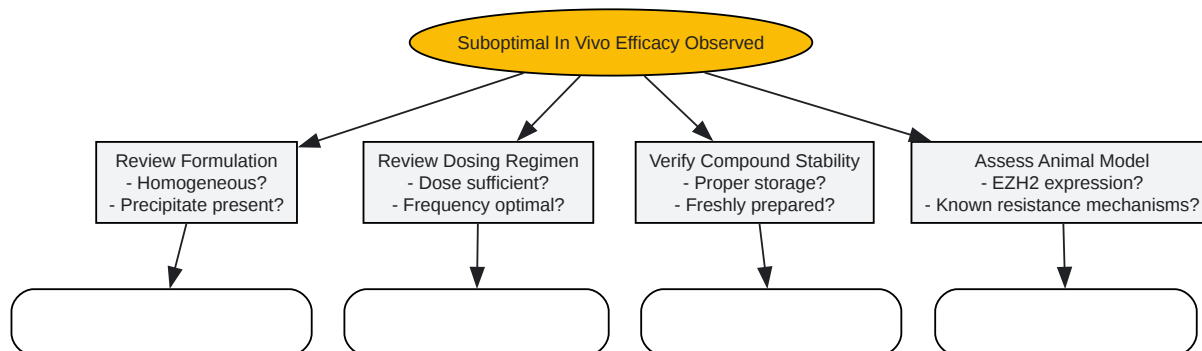 Suboptimal In Vivo Efficacy Observed
Review Formulation
- Homogeneous?
- Precipitate present?
Review Dosing Regimen
- Dose sufficient?
- Frequency optimal?
Verify Compound Stability
- Proper storage?
- Freshly prepared?
Assess Animal Model
- EZH2 expression?
- Known resistance mechanisms?